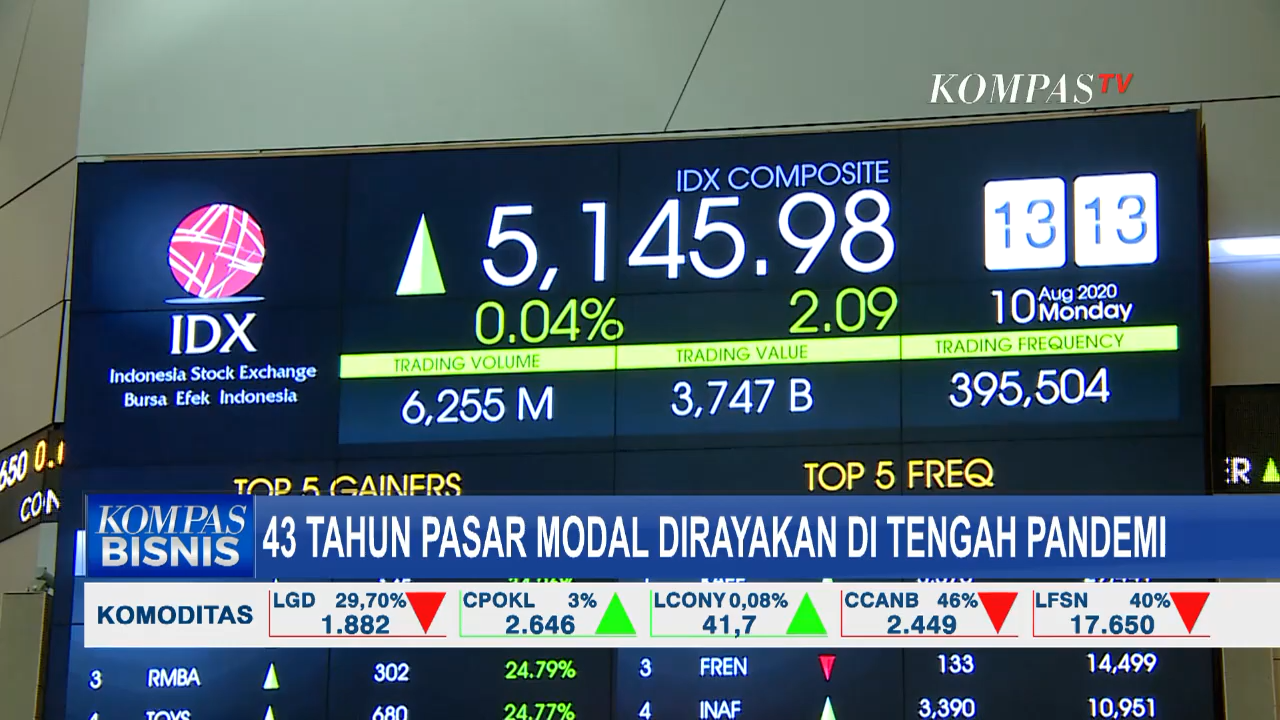 KOMPAS TV
IDX COMPOSITE
5,145.98
13 13
0.04% 2.09
10 Aug 2020
Monday
IDX
Indonesia Stock Exchange
Bursa Efek Indonesia
TRADING VOLUME TRADING VALUE TRADING FREQUENCY
6,255 M 3,747 B 395,504
TOP 5 GAINERS TOP 5 FREQ
KOMPAS
BISNIS
43 TAHUN PASAR MODAL DIRAYAKAN DI TENGAH PANDEMI
KOMODITAS
LGD 29,70%
1.882
CPOKL 3%
2.646
LCONY 0,08%
41,7
CCANB 46%
2.449
LFSN 40%
17.650
3 RMBA 302 24.79% 3 FREN 133 14,499
4 TOYS 680 24.77% 4 INAF 3,390 10,951